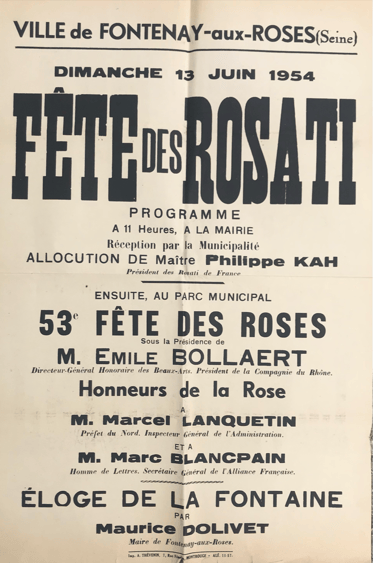 VILLE de FONTENAY-aux-ROSES (Seine)
DIMANCHE 13 JUIN 1954
FÊTE DES ROSATI
PROGRAMME
A 11 Heures, A LA MAIRIE
Réception par la Municipalité
ALLOCUTION DE Maître Philippe KAH
Président des Rosati de France
ENSUITE, AU PARC MUNICIPAL
53e FÊTE DES ROSES
Sous la Présidence de
M. EMILE BOLLAERT
Directeur-Général Honoraire des Beaux-Arts. Président de la Compagnie du Rhône.
Honneurs de la Rose
A
M. Marcel LANQUETIN
Préfet du Nord. Inspecteur Général de l'Administration.
ET A
M. Marc BLANCPAIN
Homme de Lettres. Secrétaire Général de l'Alliance Française.
ÉLOGE DE LA FONTAINE
PAR
Maurice DOLIVET
Maire de Fontenay-aux-Roses.